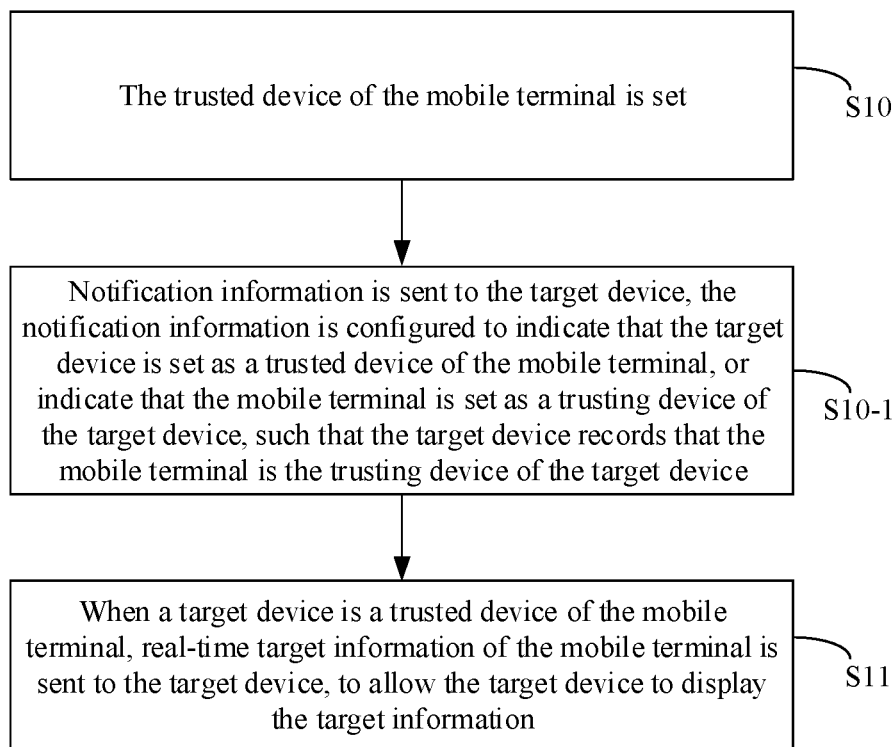 The trusted device of the mobile terminal is set
S10
Notification information is sent to the target device, the
notification information is configured to indicate that the target
device is set as a trusted device of the mobile terminal, or
indicate that the mobile terminal is set as a trusting device of
the target device, such that the target device records that the
mobile terminal is the trusting device of the target device
S10-1
When a target device is a trusted device of the mobile
terminal, real-time target information of the mobile terminal is
sent to the target device, to allow the target device to display
the target information
S11